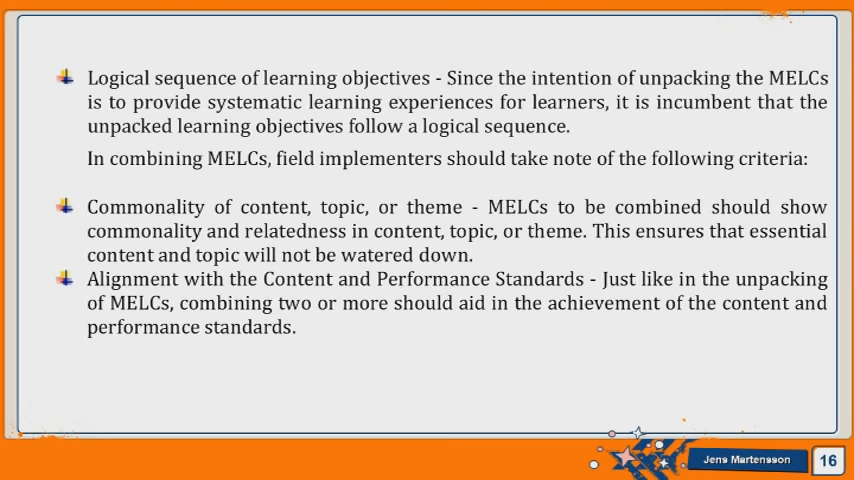 Logical sequence of learning objectives - Since the intention of unpacking the MELCs
is to provide systematic learning experiences for learners, it is incumbent that the
unpacked learning objectives follow a logical sequence.
In combining MELCs, field implementers should take note of the following criteria:
Commonality of content, topic, or theme - MELCs to be combined should show
commonality and relatedness in content, topic, or theme. This ensures that essential
content and topic will not be watered down.
Alignment with the Content and Performance Standards - Just like in the unpacking
of MELCs, combining two or more should aid in the achievement of the content and
performance standards.
Jens Martensson
16